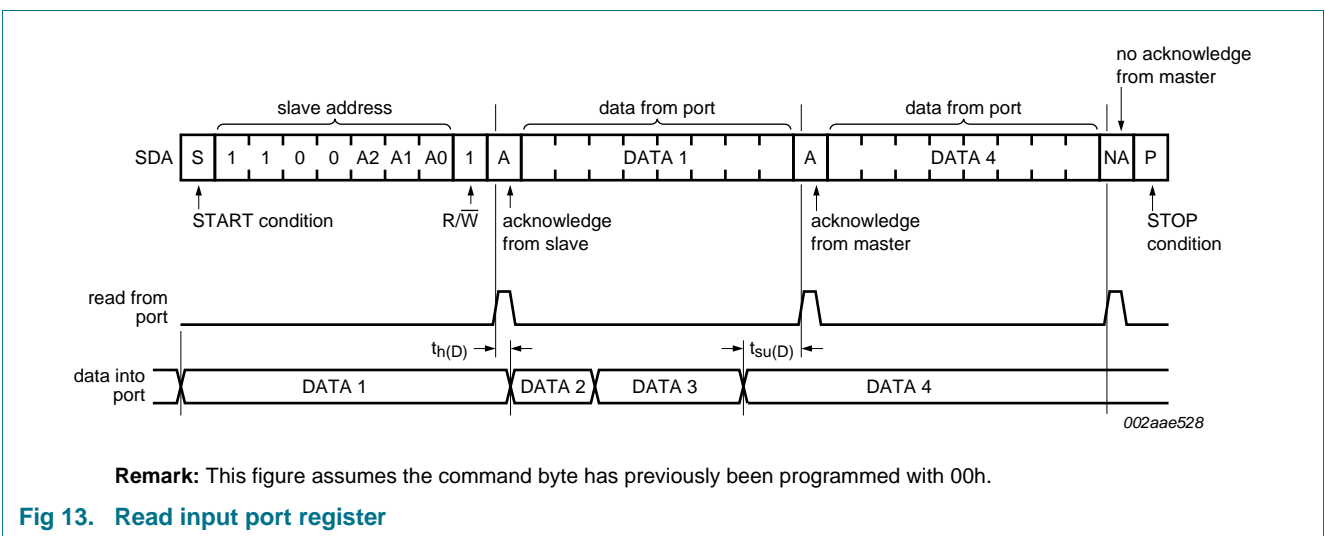 no acknowledge
from master
slave address
data from port
data from port
SDA S 1 1 0 0 A2 A1 A0 1 A DATA 1 A DATA 4 NA P
START condition
R/W̅
acknowledge
from slave
acknowledge
from master
STOP
condition
read from
port
th(D)
tsu(D)
data into
port
DATA 1 DATA 2 DATA 3 DATA 4
002aae528
Remark: This figure assumes the command byte has previously been programmed with 00h.
Fig 13. Read input port register